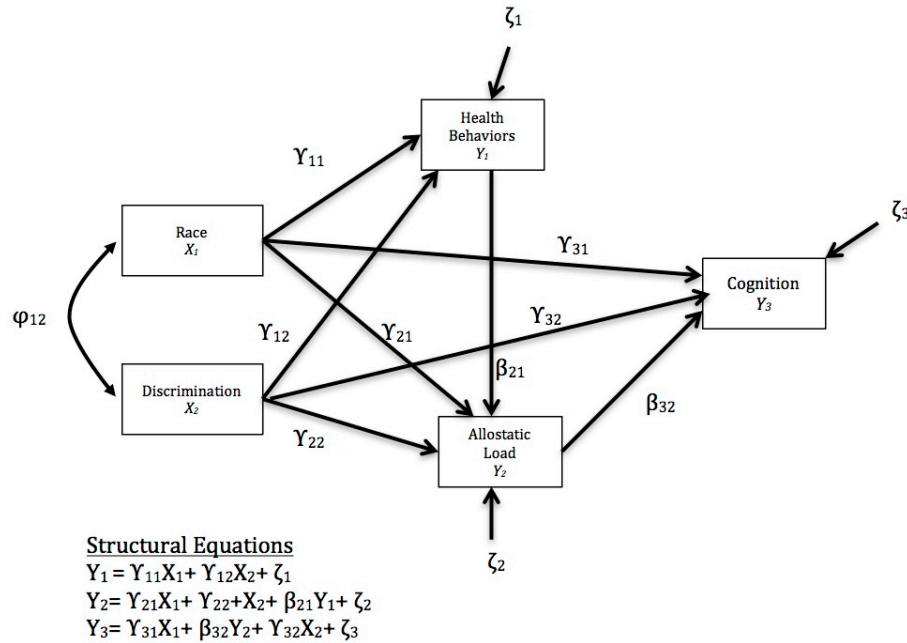 ζ1
Health
Behaviors
Y1
ϒ11
ζ3
Race
X1
ϒ31
Cognition
Y3
φ12
ϒ12
ϒ21
ϒ32
Discrimination
X2
β21
β32
ϒ22
Allostatic
Load
Y2
ζ2
Structural Equations
Y1 = ϒ11X1+ ϒ12X2+ ζ1
Y2= ϒ21X1+ ϒ22+X2+ β21Y1+ ζ2
Y3= ϒ31X1+ β32Y2+ ϒ32X2+ ζ3